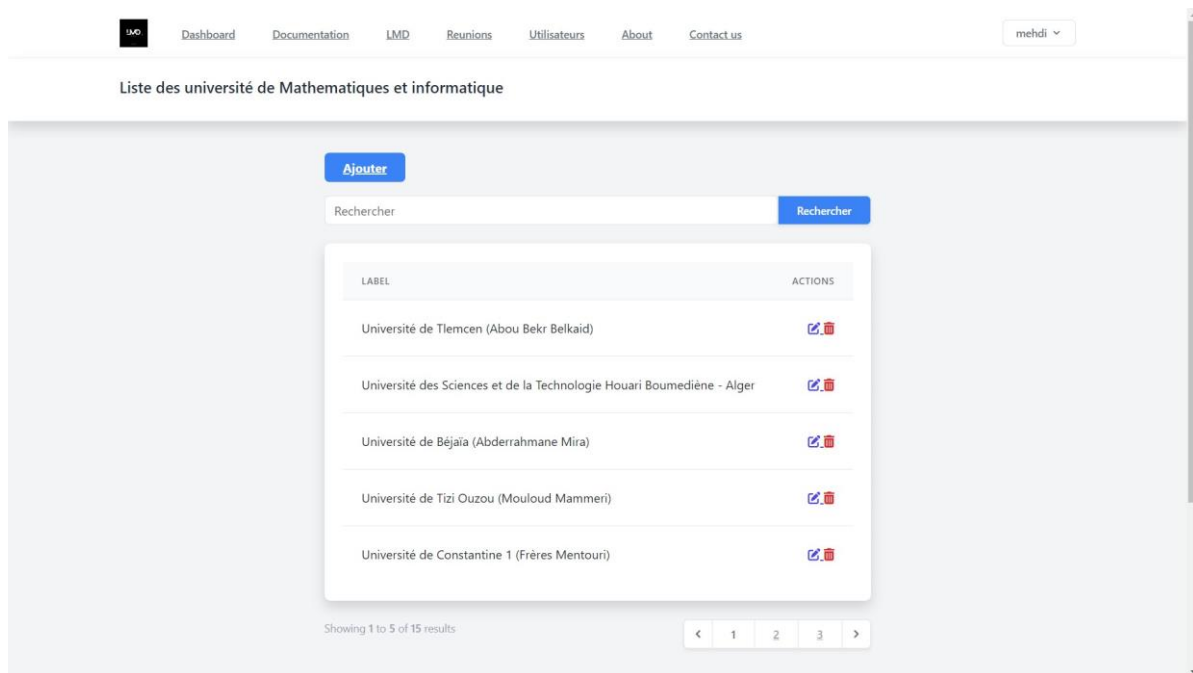 LMD Dashboard Documentation LMD Reunions Utilisateurs About Contact us mehdi
Liste des université de Mathematiques et informatique
Ajouter
Rechercher Rechercher
LABEL ACTIONS
Université de Tlemcen (Abou Bekr Belkaid)
Université des Sciences et de la Technologie Houari Boumediène - Alger
Université de Béjaïa (Abderrahmane Mira)
Université de Tizi Ouzou (Mouloud Mammeri)
Université de Constantine 1 (Frères Mentouri)
Showing 1 to 5 of 15 results 1 2 3